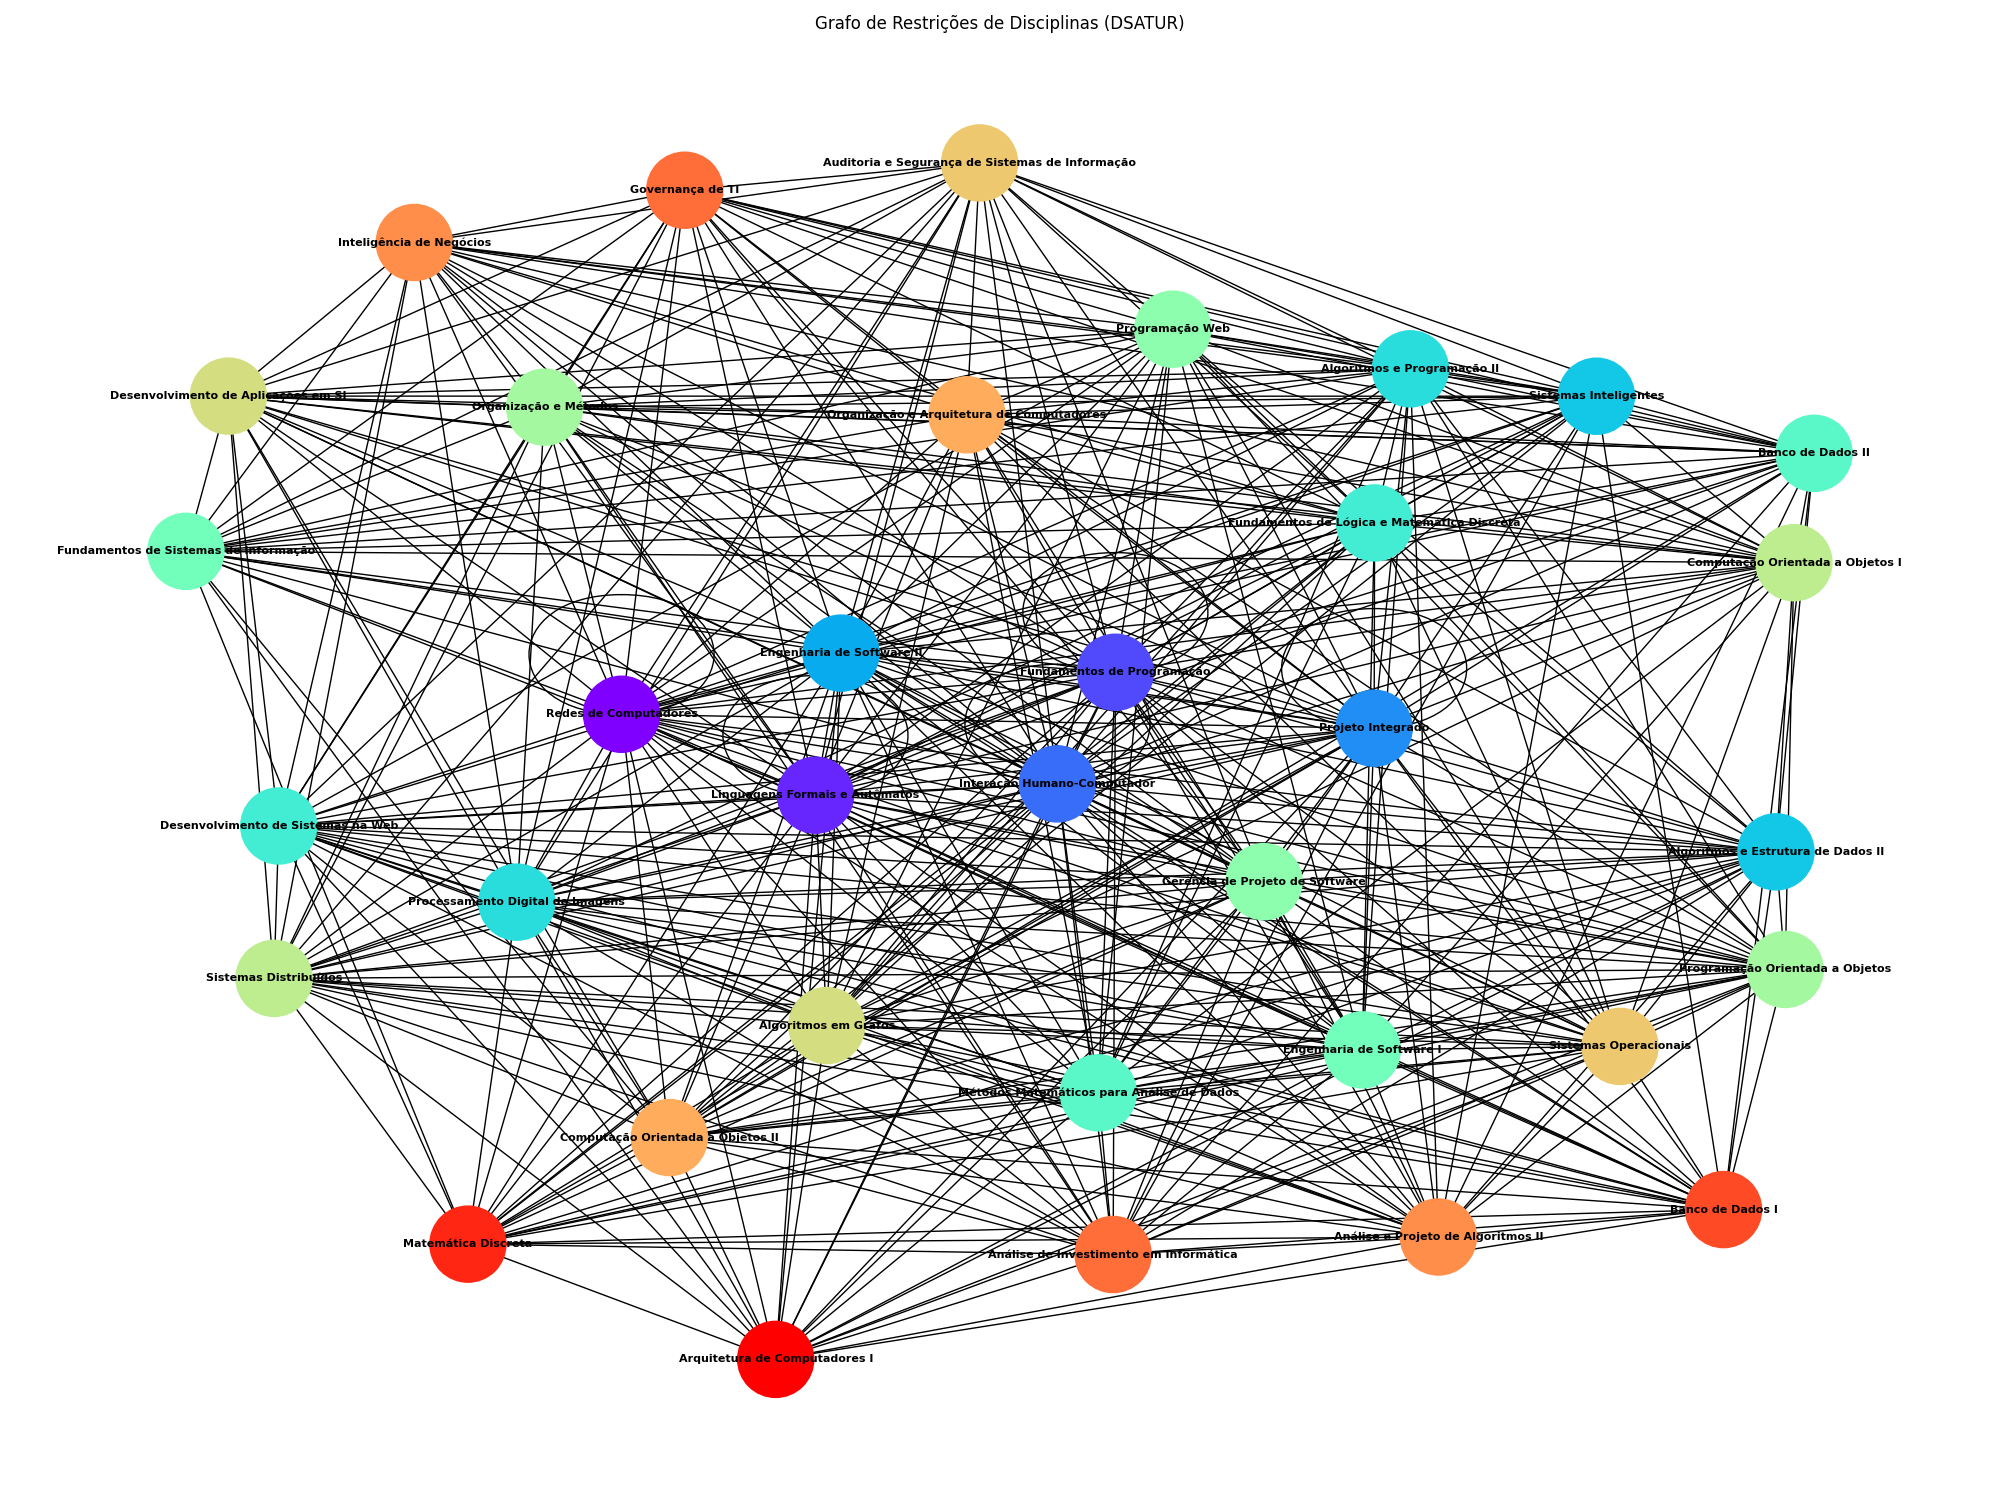 Grafo de Restrições de Disciplinas (DSATUR)
Auditoria e Segurança de Sistemas de Informação
Governança de TI
Inteligência de Negócios
Programação Web
Algoritmos e Programação II
Sistemas Inteligentes
Desenvolvimento de Aplicações em SI
Organização e Métodos
Organização e Arquitetura de Computadores
Banco de Dados II
Fundamentos de Lógica e Matemática Discreta
Fundamentos de Sistemas de Informação
Computação Orientada a Objetos I
Engenharia de Software II
Fundamentos de Programação
Redes de Computadores
Projeto Integrado
Interação Humano-Computador
Linguagens Formais e Autômatos
Desenvolvimento de Sistemas na Web
Algoritmos e Estrutura de Dados II
Gerência de Projeto de Software
Processamento Digital de Imagens
Programação Orientada a Objetos
Sistemas Distribuídos
Algoritmos em Grafos
Sistemas Operacionais
Engenharia de Software I
Métodos Matemáticos para Análise de Dados
Computação Orientada a Objetos II
Banco de Dados I
Análise e Projeto de Algoritmos II
Matemática Discreta
Análise de Investimento em Informática
Arquitetura de Computadores I